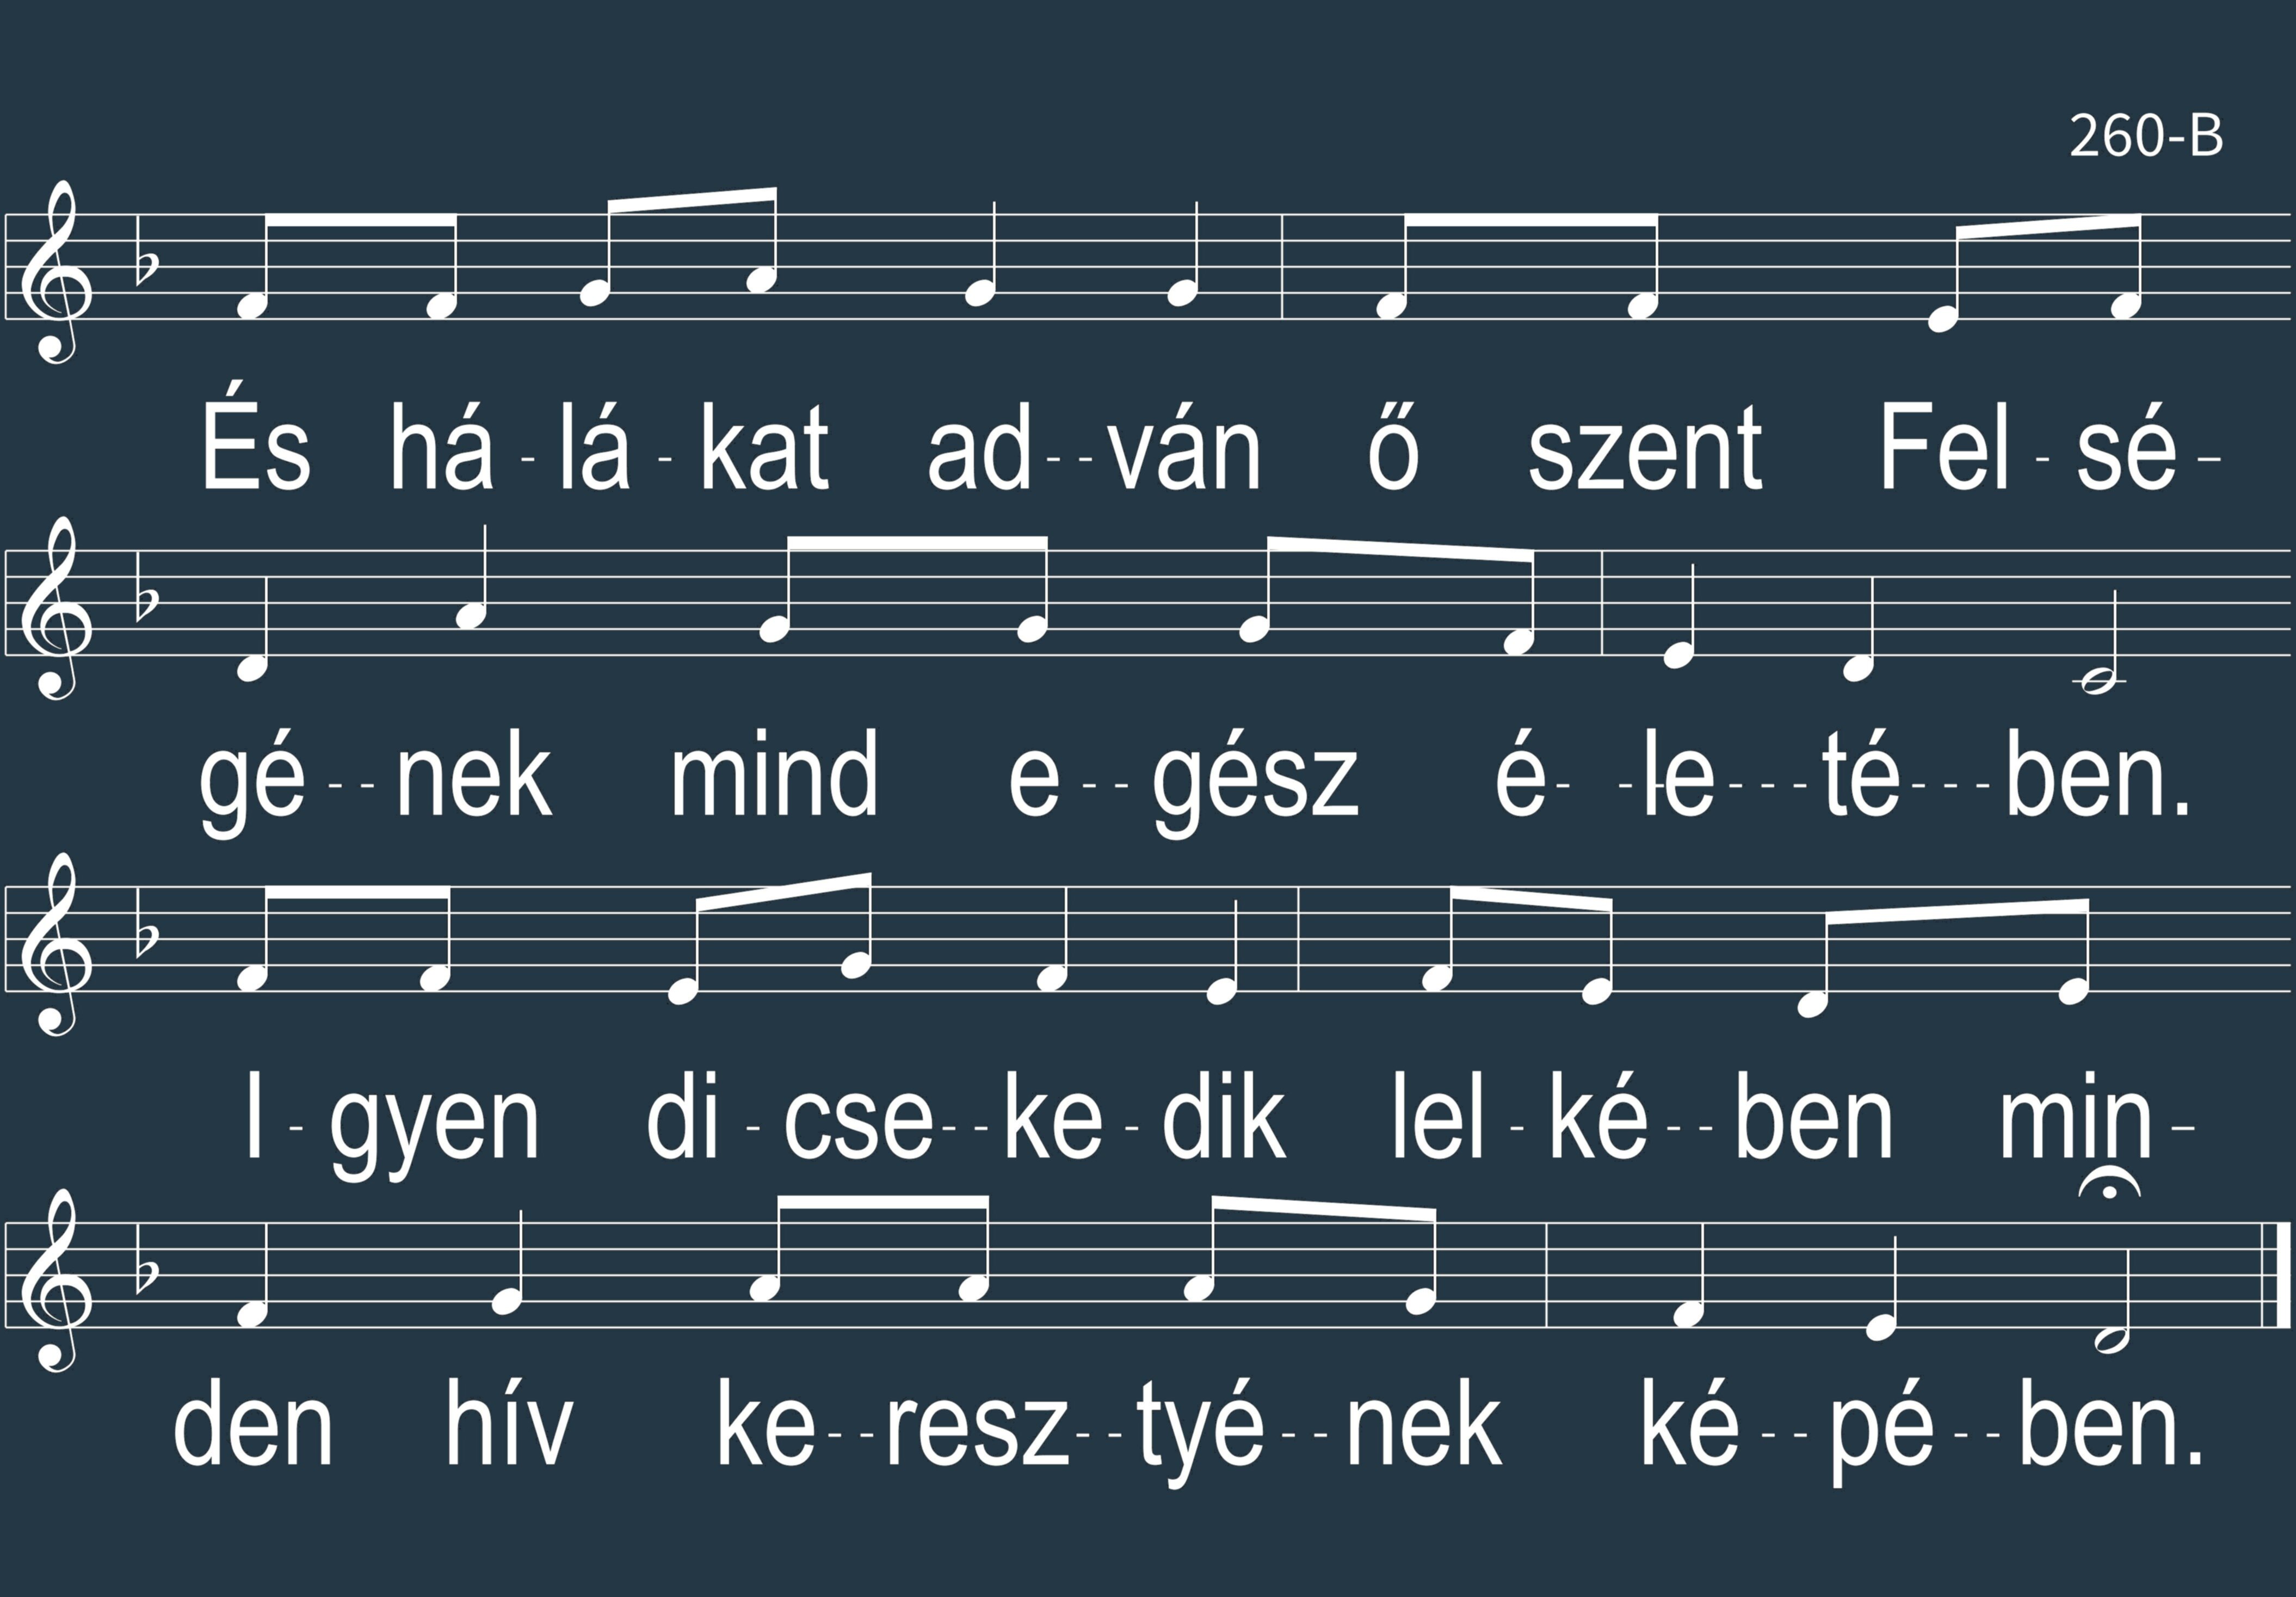 260-B
És há-lá-kat ad--ván ő szent Fel-sé-
gé--nek mind e--gész é- -le---té---ben.
I-gyen di-cse--ke-dik lel-ké--ben min-
den hív ke--resz--tyé--nek ké--pé--ben.